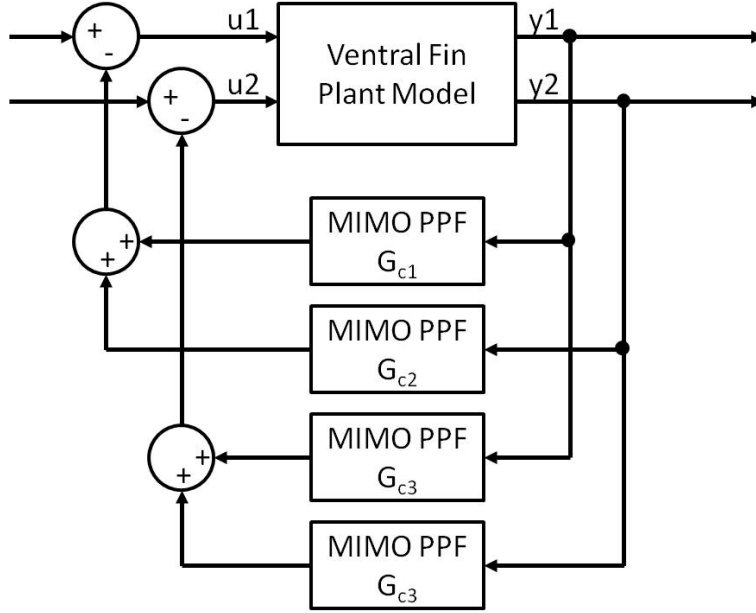 +
-
u1
y1
Ventral Fin
Plant Model
+
-
u2
y2
MIMO PPF
Gc1
+
+
MIMO PPF
Gc2
MIMO PPF
Gc3
+
+
MIMO PPF
Gc3